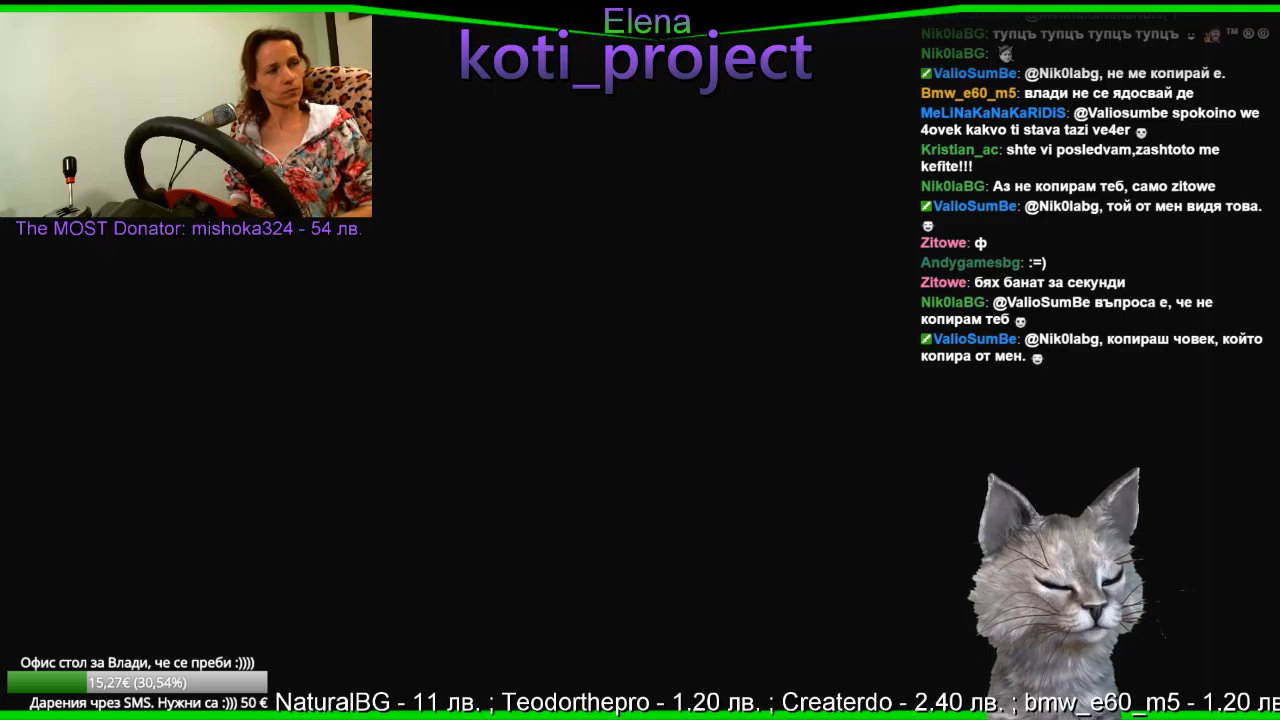 Elena
koti_project
The MOST Donator: mishoka324 - 54 лв.
Nik0laBG: тупцъ тупцъ тупцъ тупцъ ™ ® ©
Nik0laBG:
ValioSumBe: @Nik0labg, не ме копирай е.
Bmw_e60_m5: влади не се ядосвай де
MeLiNaKaNaKaRiDiS: @Valiosumbe spokoino we
4ovek kakvo ti stava tazi ve4er
Kristian_ac: shte vi posledvam,zashtoto me
kefite!!!
Nik0laBG: Аз не копирам теб, само zitowe
ValioSumBe: @Nik0labg, той от мен видя това.
Zitowe: ф
Andygamesbg: :=)
Zitowe: бях банат за секунди
Nik0laBG: @ValioSumBe въпроса е, че не
копирам теб
ValioSumBe: @Nik0labg, копираш човек, който
копира от мен.
Офис стол за Влади, че се преби :))))
15,27€ (30,54%)
Дарения чрез SMS. Нужни са :))) 50 €
NaturalBG - 11 лв. ; Teodorthepro - 1.20 лв. ; Createrdo - 2.40 лв. ; bmw_e60_m5 - 1.20 лв